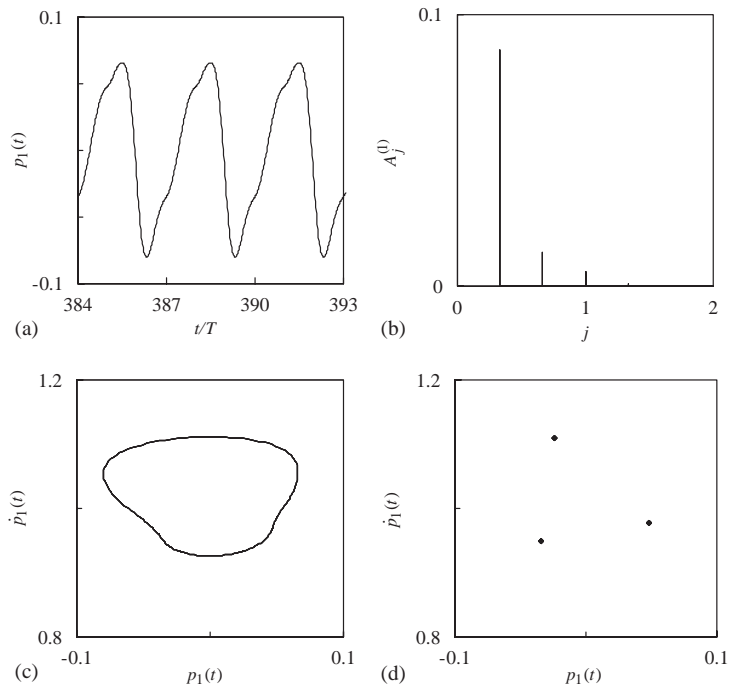 0.1
p₁(t)
-0.1
384 387 390 393
t/T
(a)
0.1
A_j^(1)
0
0 1 2
j
(b)
1.2
ṗ₁(t)
0.8
-0.1 0.1
p₁(t)
(c)
1.2
ṗ₁(t)
0.8
-0.1 0.1
p₁(t)
(d)